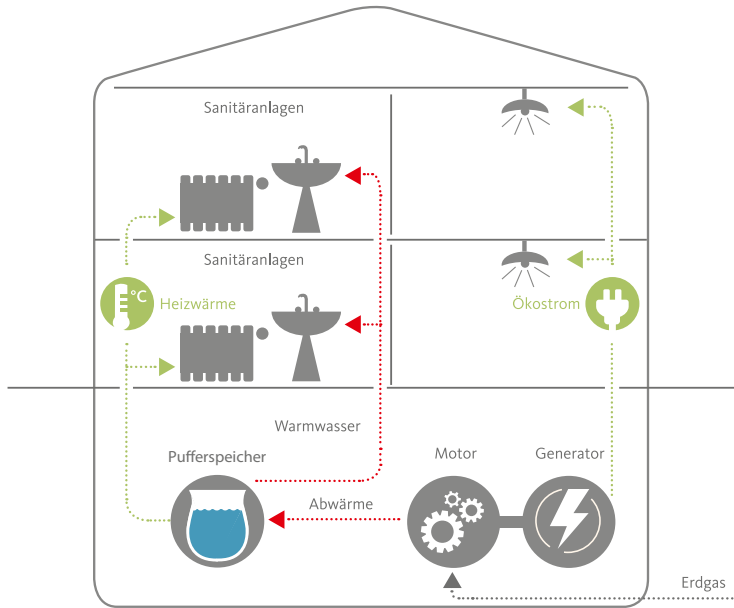 Sanitäranlagen
Sanitäranlagen
°C
Heizwärme
Ökostrom
Warmwasser
Pufferspeicher
Motor
Generator
Abwärme
Erdgas